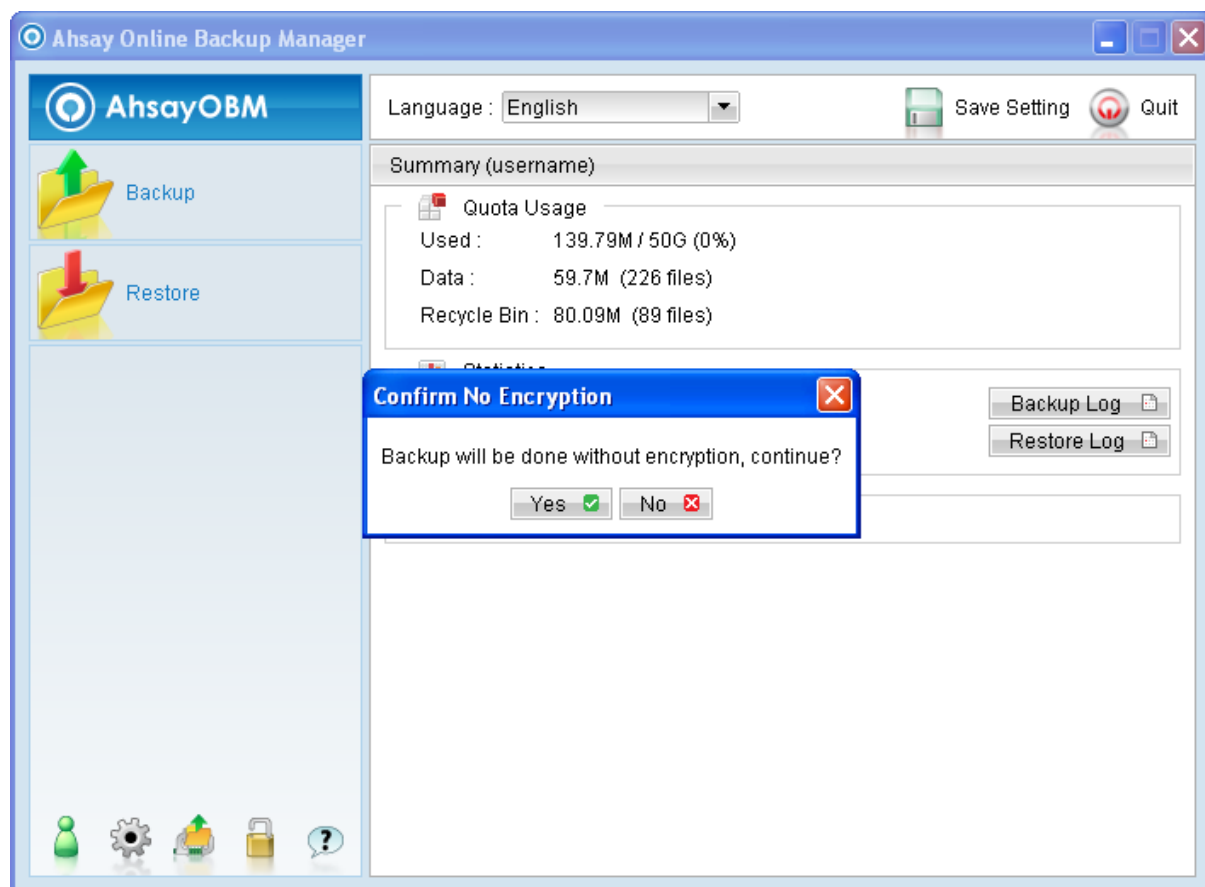 Ahsay Online Backup Manager
AhsayOBM
Language : English
Save Setting
Quit
Backup
Restore
Summary (username)
Quota Usage
Used : 139.79M / 50G (0%)
Data : 59.7M (226 files)
Recycle Bin : 80.09M (89 files)
Statistics
Backup Log
Restore Log
Confirm No Encryption
Backup will be done without encryption, continue?
Yes
No